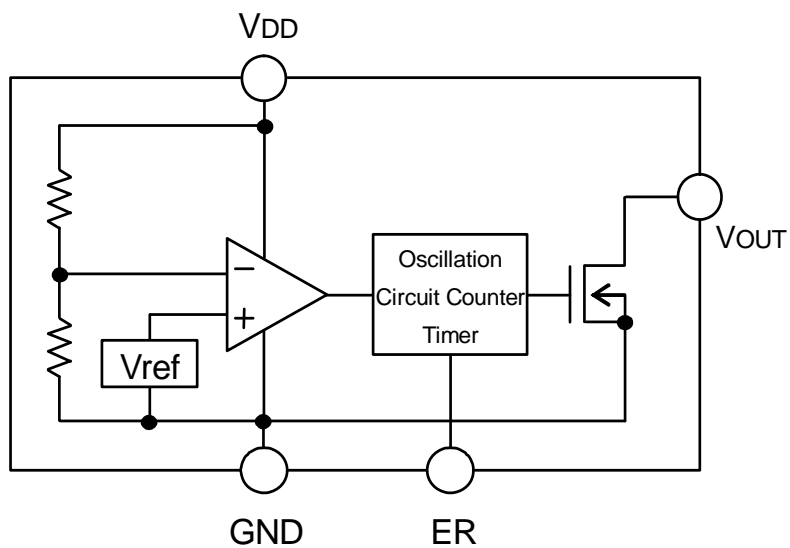 VDD
VOUT
−
+
Oscillation
Circuit Counter
Timer
Vref
GND
ER